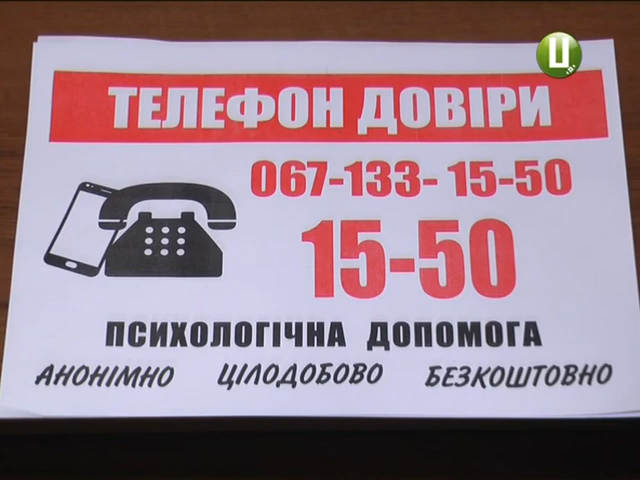 Ц
ТЕЛЕФОН ДОВІРИ
067-133- 15-50
15-50
ПСИХОЛОГІЧНА ДОПОМОГА
АНОНІМНО ЦІЛОДОБОВО БЕЗКОШТОВНО